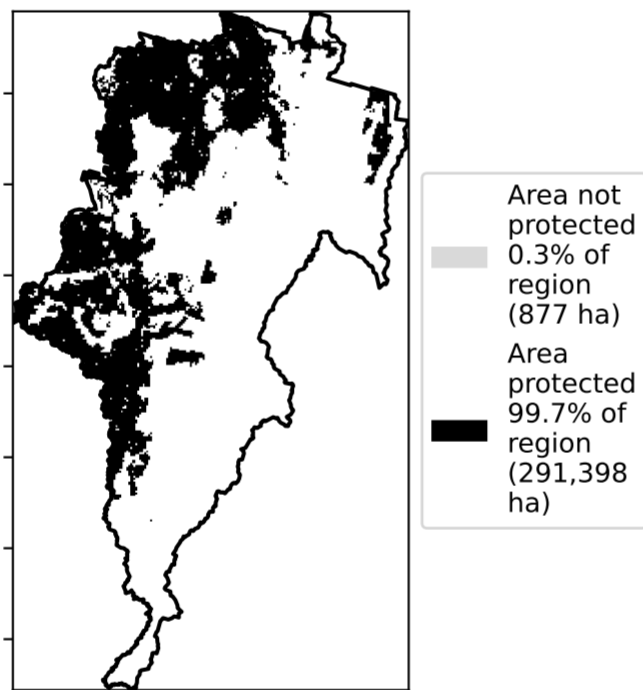 Area not
protected
0.3% of
region
(877 ha)
Area
protected
99.7% of
region
(291,398
ha)